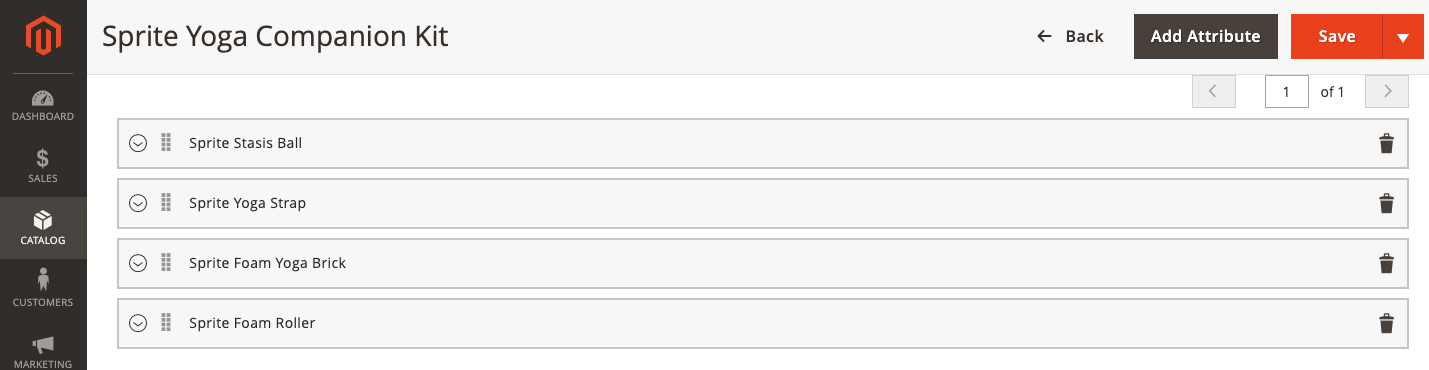 Sprite Yoga Companion Kit
Back
Add Attribute
Save
DASHBOARD
SALES
CATALOG
CUSTOMERS
MARKETING
1 of 1
Sprite Stasis Ball
Sprite Yoga Strap
Sprite Foam Yoga Brick
Sprite Foam Roller